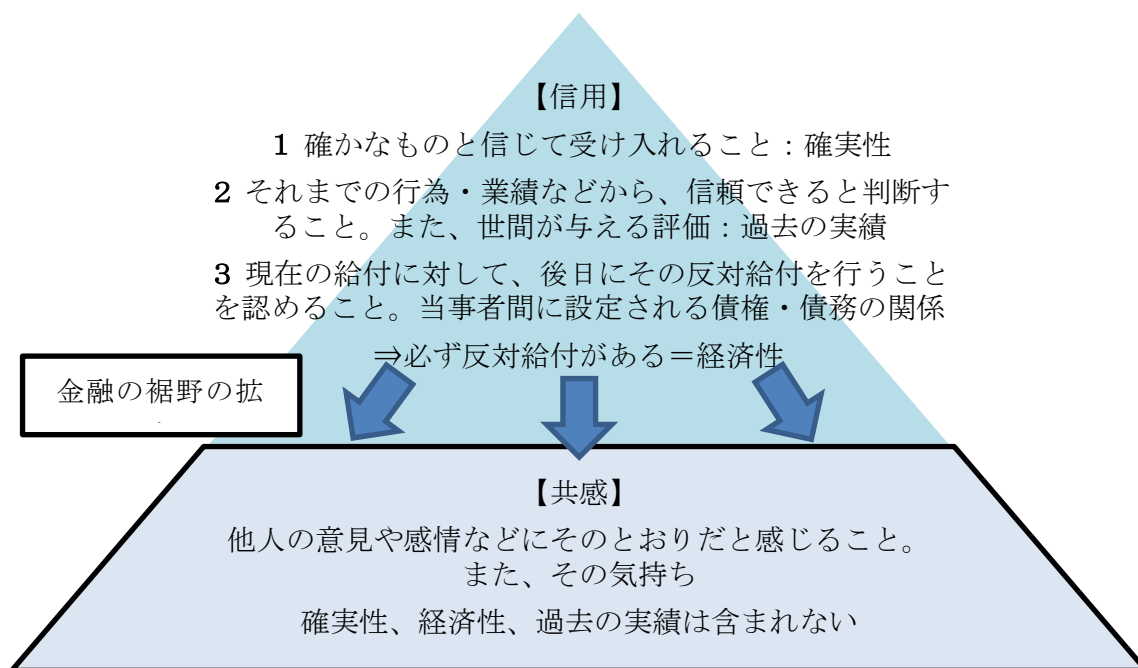 【信用】
1 確かなものと信じて受け入れること：確実性
2 それまでの行為・業績などから、信頼できると判断す
ること。また、世間が与える評価：過去の実績
3 現在の給付に対して、後日にその反対給付を行うこと
を認めること。当事者間に設定される債権・債務の関係
⇒必ず反対給付がある＝経済性
金融の裾野の拡
【共感】
他人の意見や感情などにそのとおりだと感じること。
また、その気持ち
確実性、経済性、過去の実績は含まれない